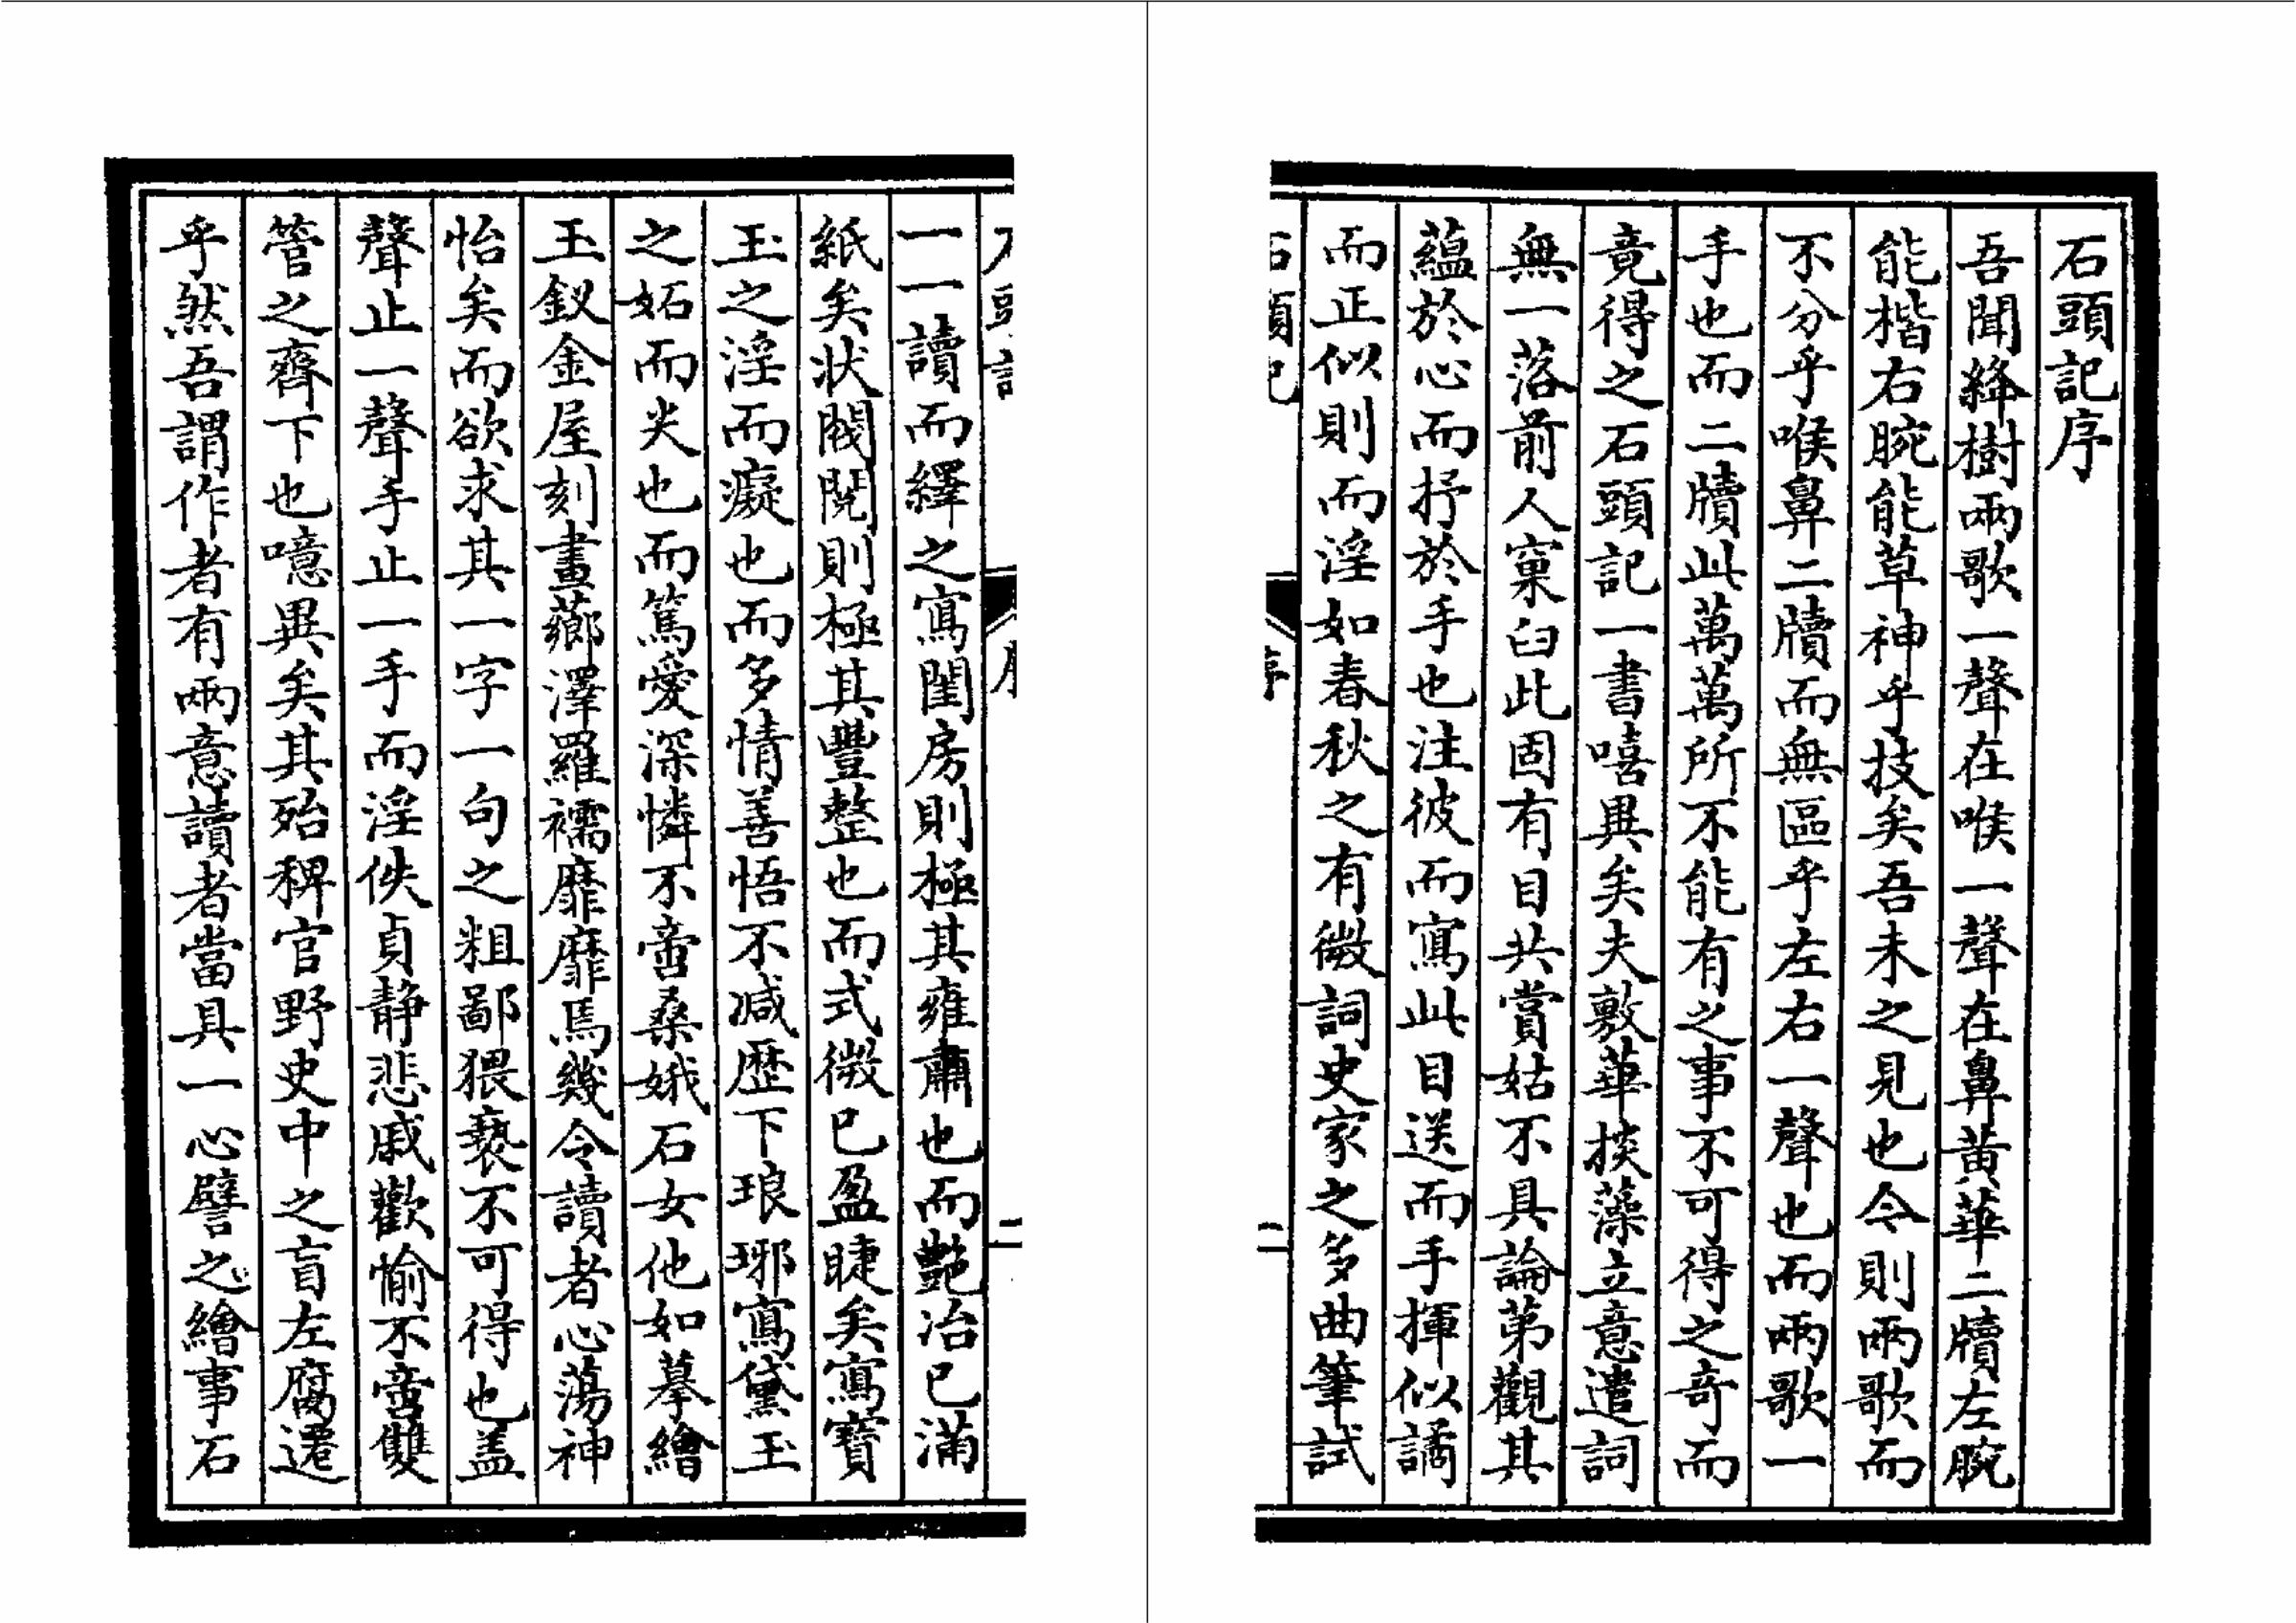 石頭記序
吾聞絳樹兩歌一聲在喉一聲在鼻黃華二牘左腕
能楷右腕能草神乎技矣吾未之見也今則兩歌而
不分乎喉鼻二牘而無區乎左右一聲也而兩歌一
手也而二牘此萬萬所不能有之事不可得之奇而
竟得之石頭記一書嘻異矣夫敷華掞藻立意遣詞
無一落前人窠臼此固有目共賞姑不具論第觀其
蘊於心而抒於手也注彼而寫此目送而手揮似譎
而正似則而淫如春秋之有微詞史家之多曲筆試
石頭記 序 一
石頭記 序 二
一一讀而繹之寫閨房則極其雍肅也而艷冶已滿
紙矣狀閥閱則極其豐整也而式微已盈睫矣寫寶
玉之淫而癡也而多情善悟不減歷下琅琊寫黛玉
之妬而尖也而篤愛深憐不啻桑娥石女他如摹繪
玉釵金屋刻畫薌澤羅襦靡靡焉幾令讀者心蕩神
怡矣而欲求其一字一句之粗鄙猥褻不可得也盖
聲止一聲手止一手而淫佚貞靜悲戚歡愉不啻雙
管之齊下也噫異矣其殆稗官野史中之盲左腐遷
乎然吾謂作者有兩意讀者當具一心譬之繪事石